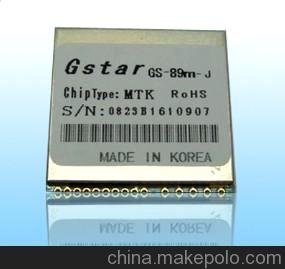 Gstar GS-89m-J
ChipType: MTK RoHS
S/N: 0823B1610907
MADE IN KOREA
china.makepolo.com